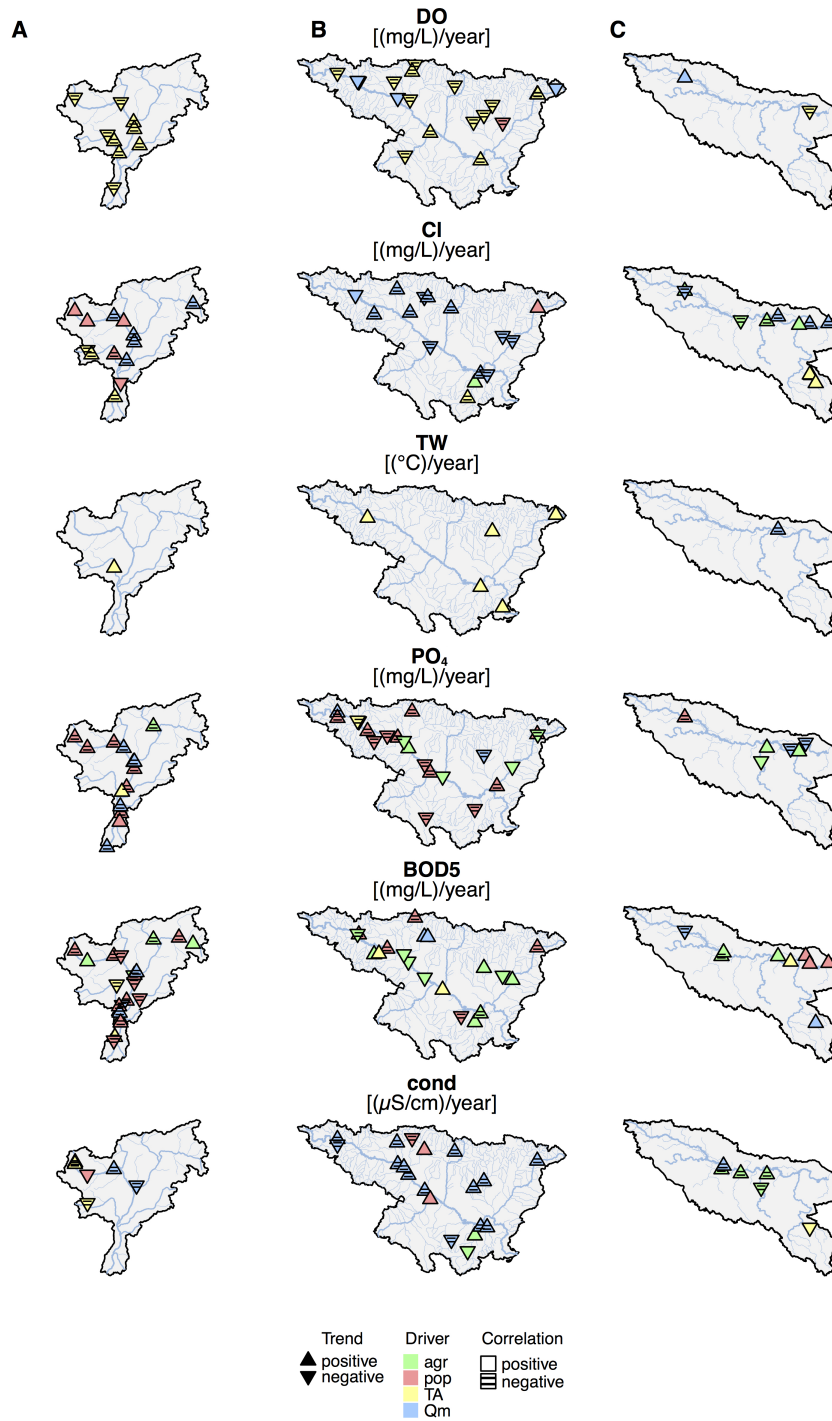 A
B
C
DO
[(mg/L)/year]
Cl
[(mg/L)/year]
TW
[(°C)/year]
PO₄
[(mg/L)/year]
BOD5
[(mg/L)/year]
cond
[(µS/cm)/year]
Trend
positive
negative
Driver
agr
pop
TA
Qm
Correlation
positive
negative